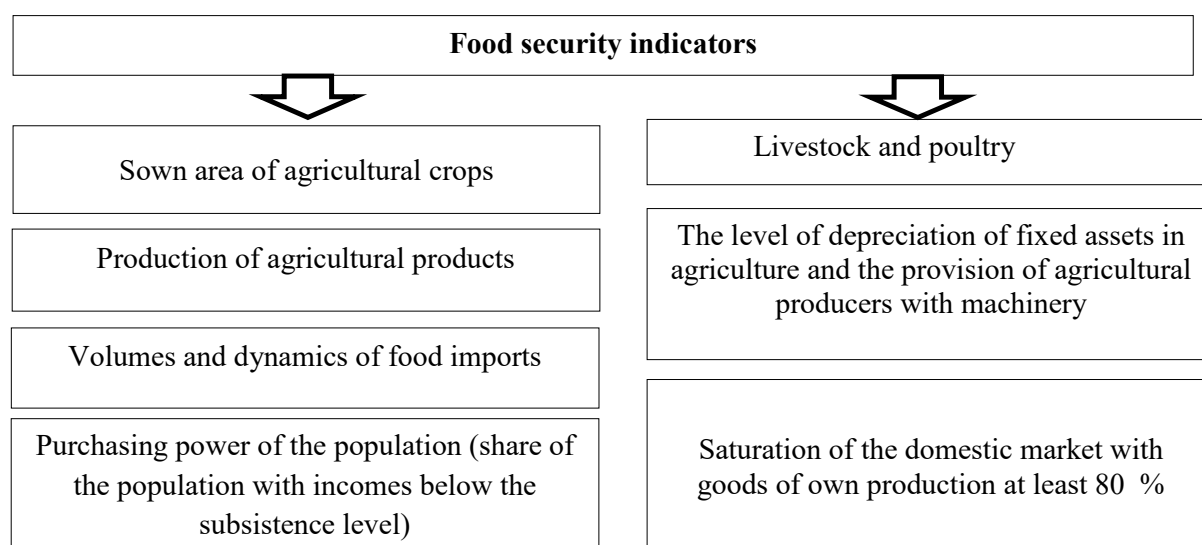 Food security indicators
Sown area of agricultural crops
Production of agricultural products
Volumes and dynamics of food imports
Purchasing power of the population (share of
the population with incomes below the
subsistence level)
Livestock and poultry
The level of depreciation of fixed assets in
agriculture and the provision of agricultural
producers with machinery
Saturation of the domestic market with
goods of own production at least 80 %